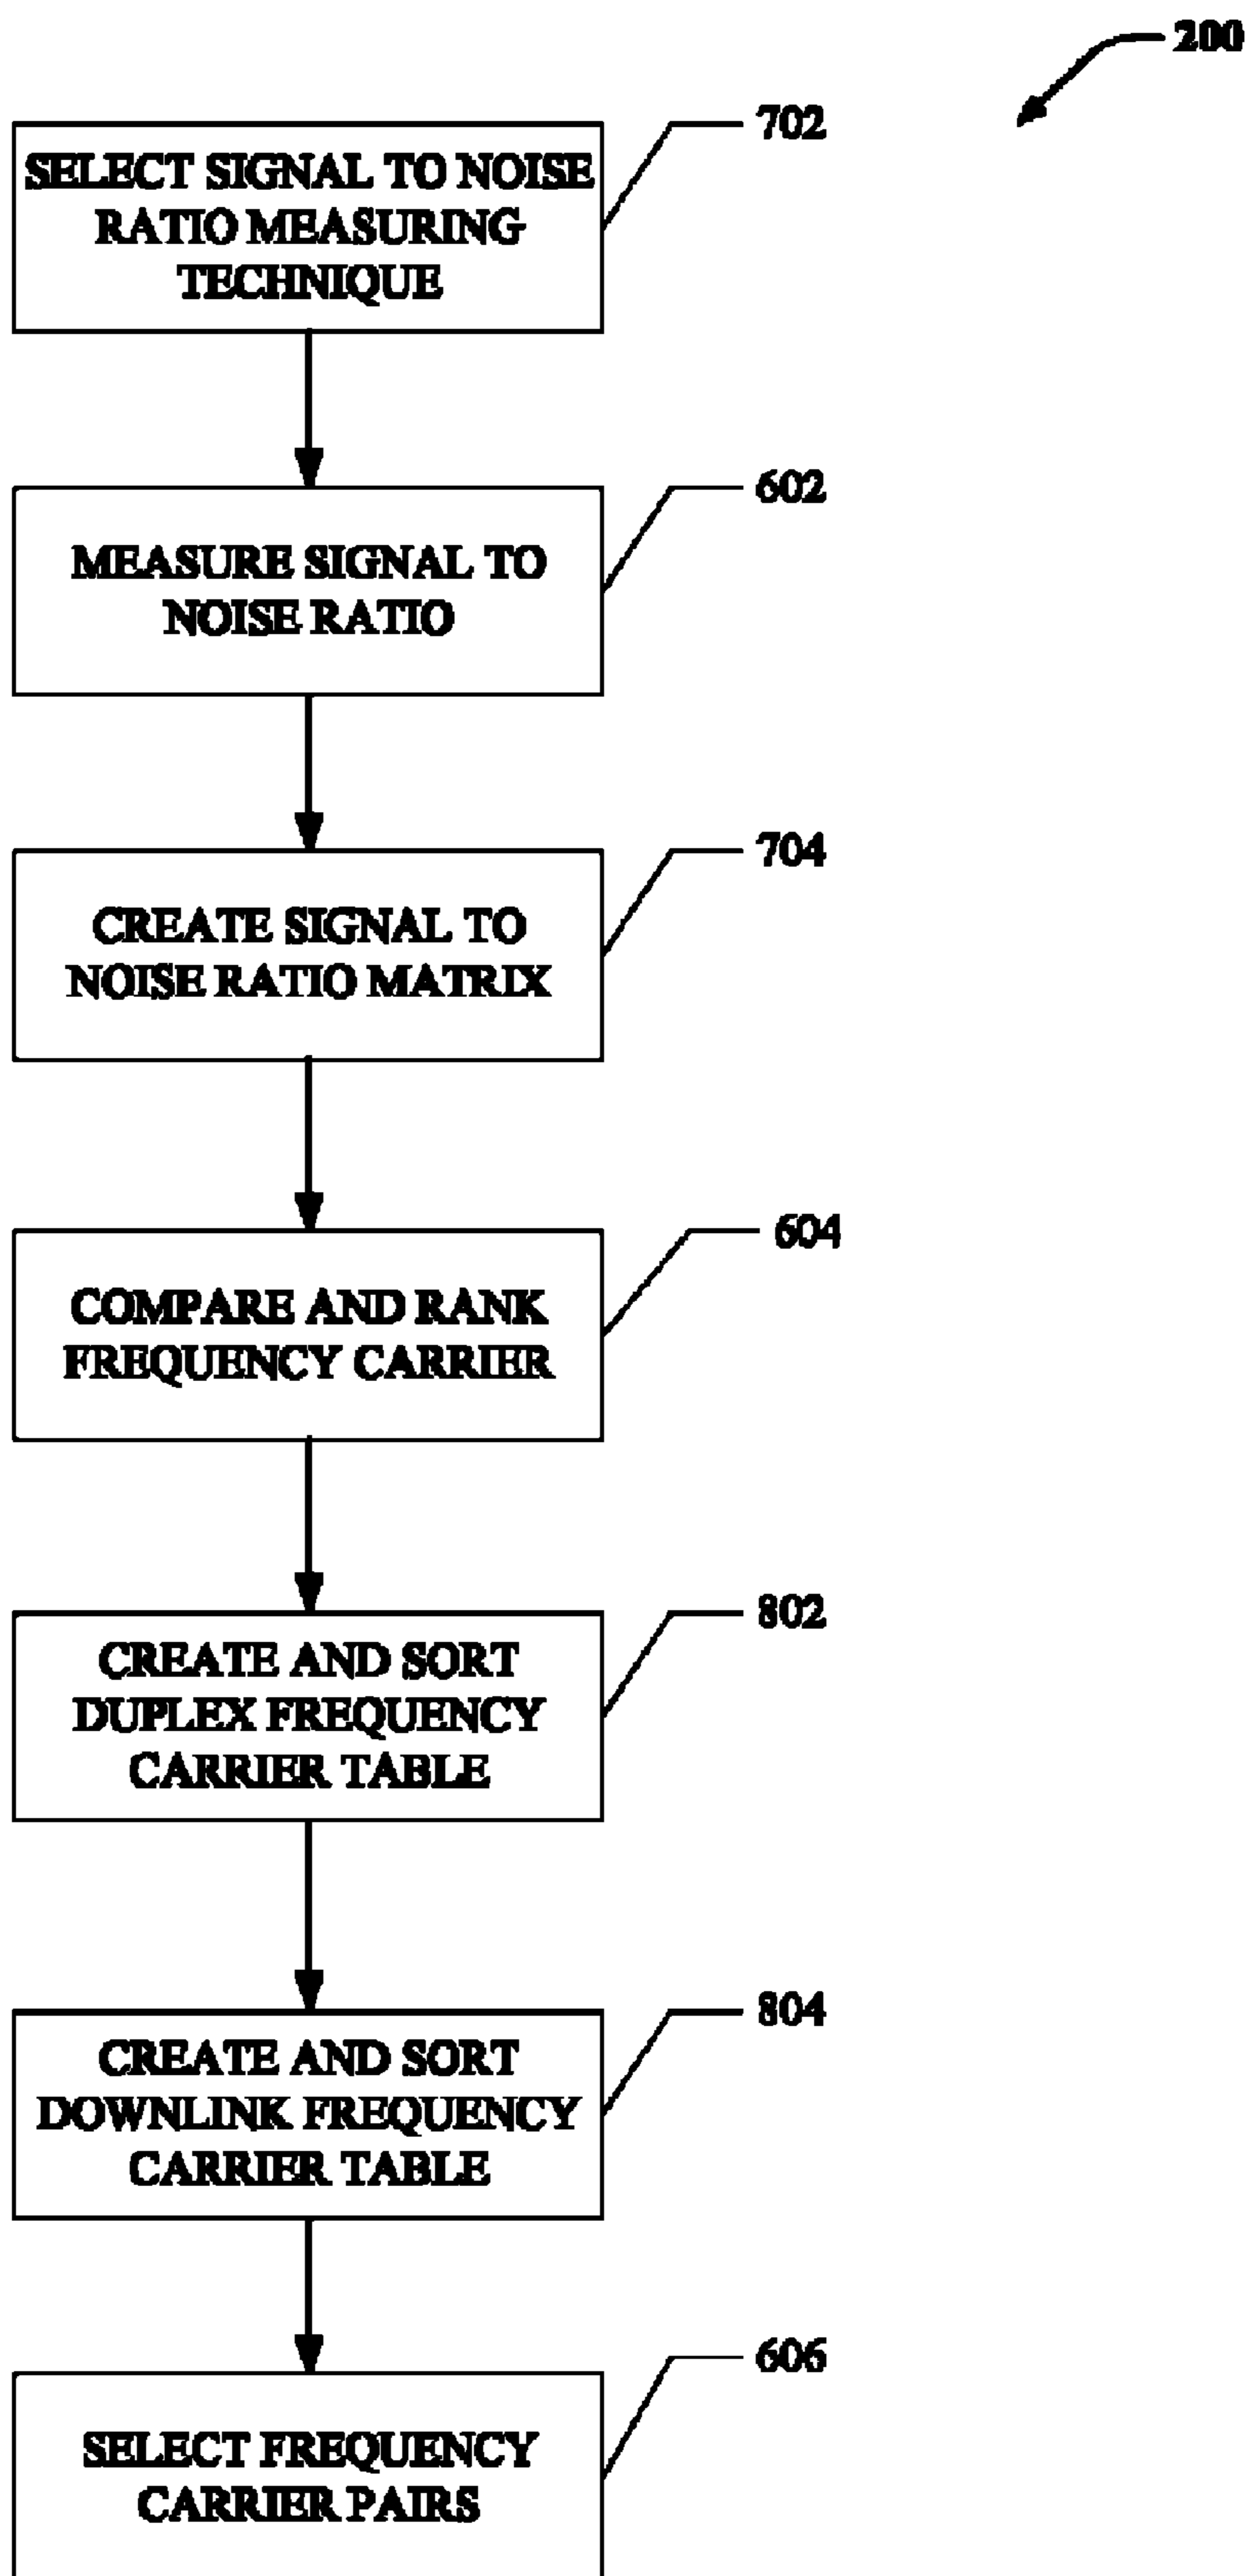 200
702
SELECT SIGNAL TO NOISE
RATIO MEASURING
TECHNIQUE
602
MEASURE SIGNAL TO
NOISE RATIO
704
CREATE SIGNAL TO
NOISE RATIO MATRIX
604
COMPARE AND RANK
FREQUENCY CARRIER
802
CREATE AND SORT
DUPLEX FREQUENCY
CARRIER TABLE
804
CREATE AND SORT
DOWNLINK FREQUENCY
CARRIER TABLE
606
SELECT FREQUENCY
CARRIER PAIRS